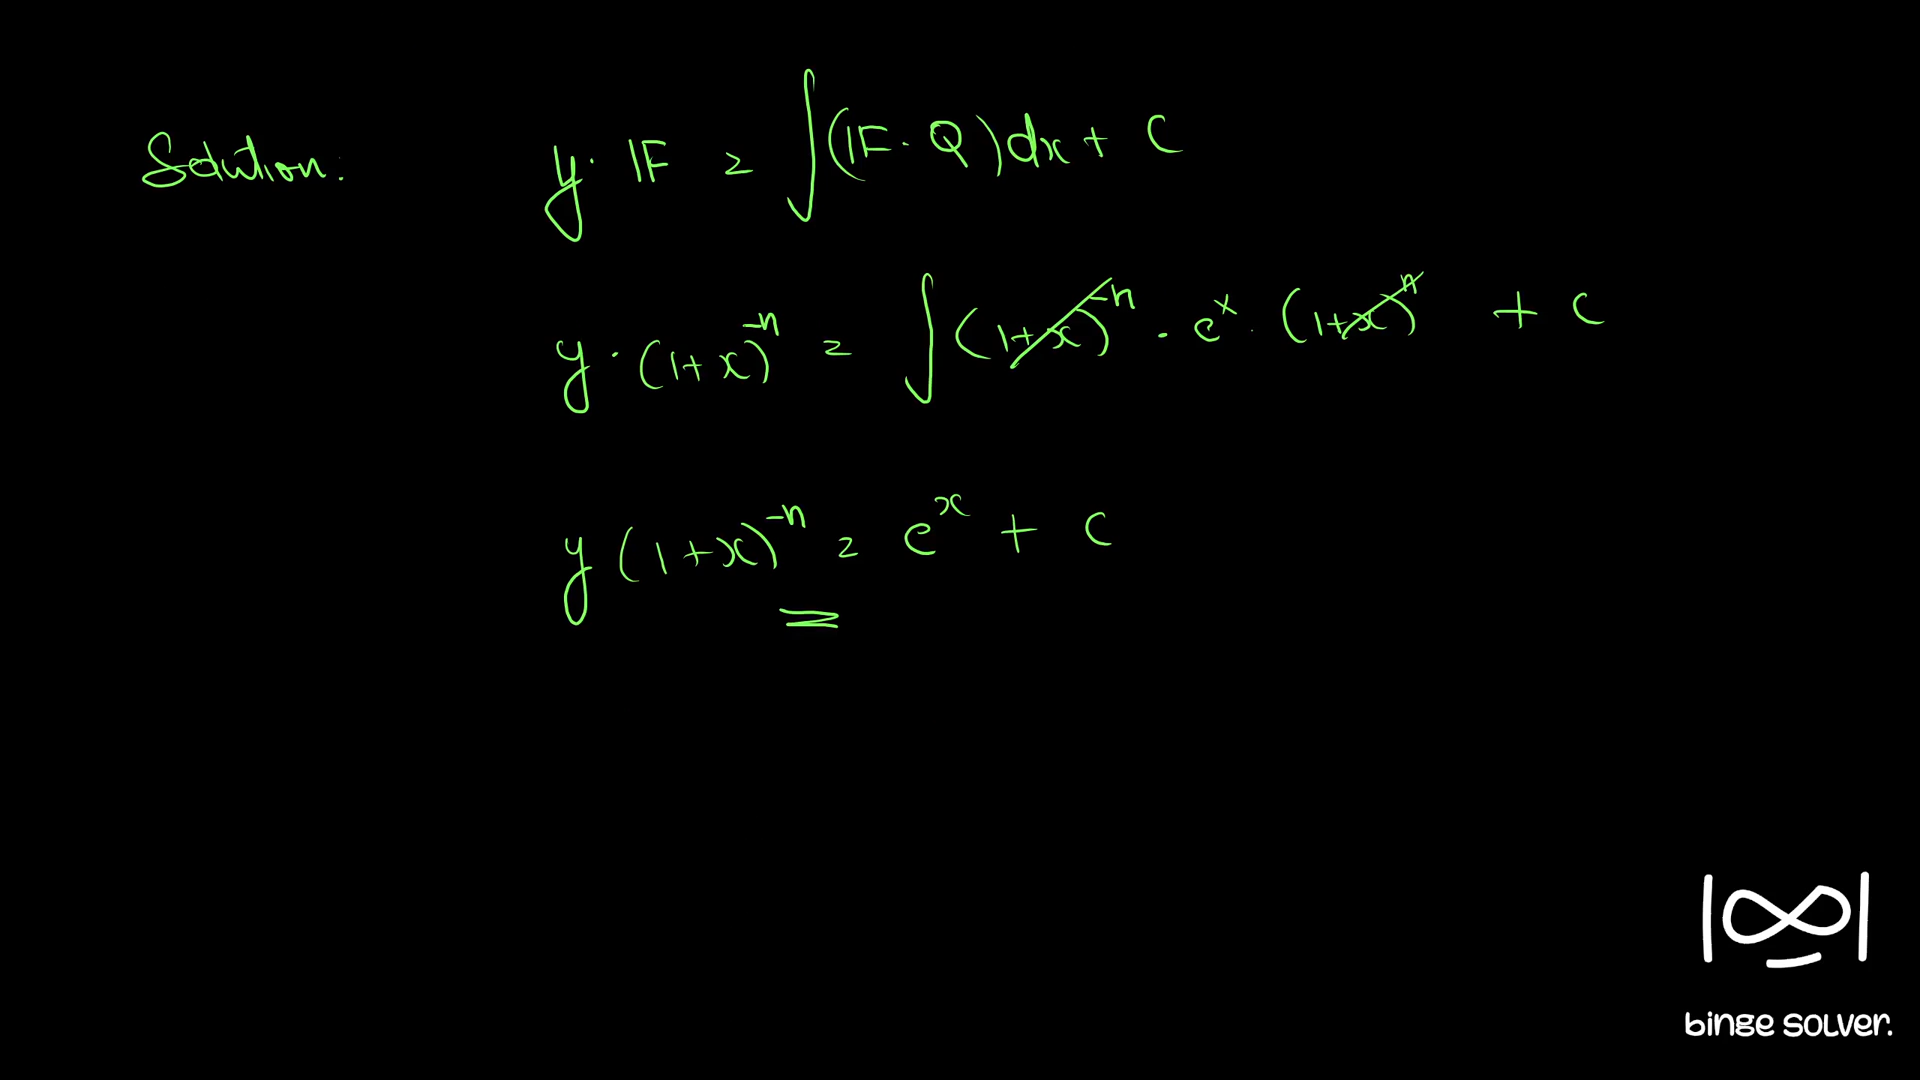 Solution: y · IF = ∫(IF · Q)dx + C
y · (1+x)^-n = ∫(1+x)^-n · e^x · (1+x)^n + C
y(1+x)^-n = e^x + C
binge solver.